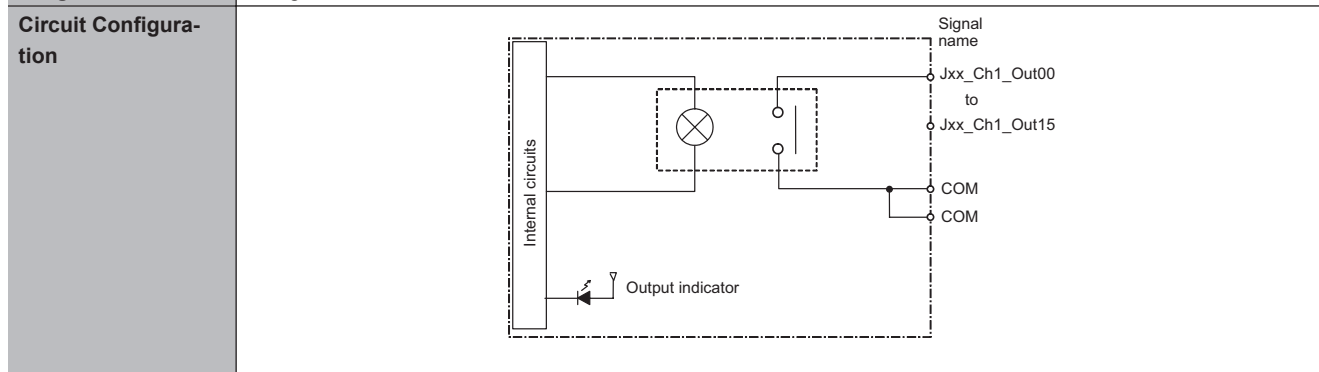 Circuit Configura-
tion
Signal
name
Jxx_Ch1_Out00
to
Jxx_Ch1_Out15
COM
COM
Internal circuits
Output indicator